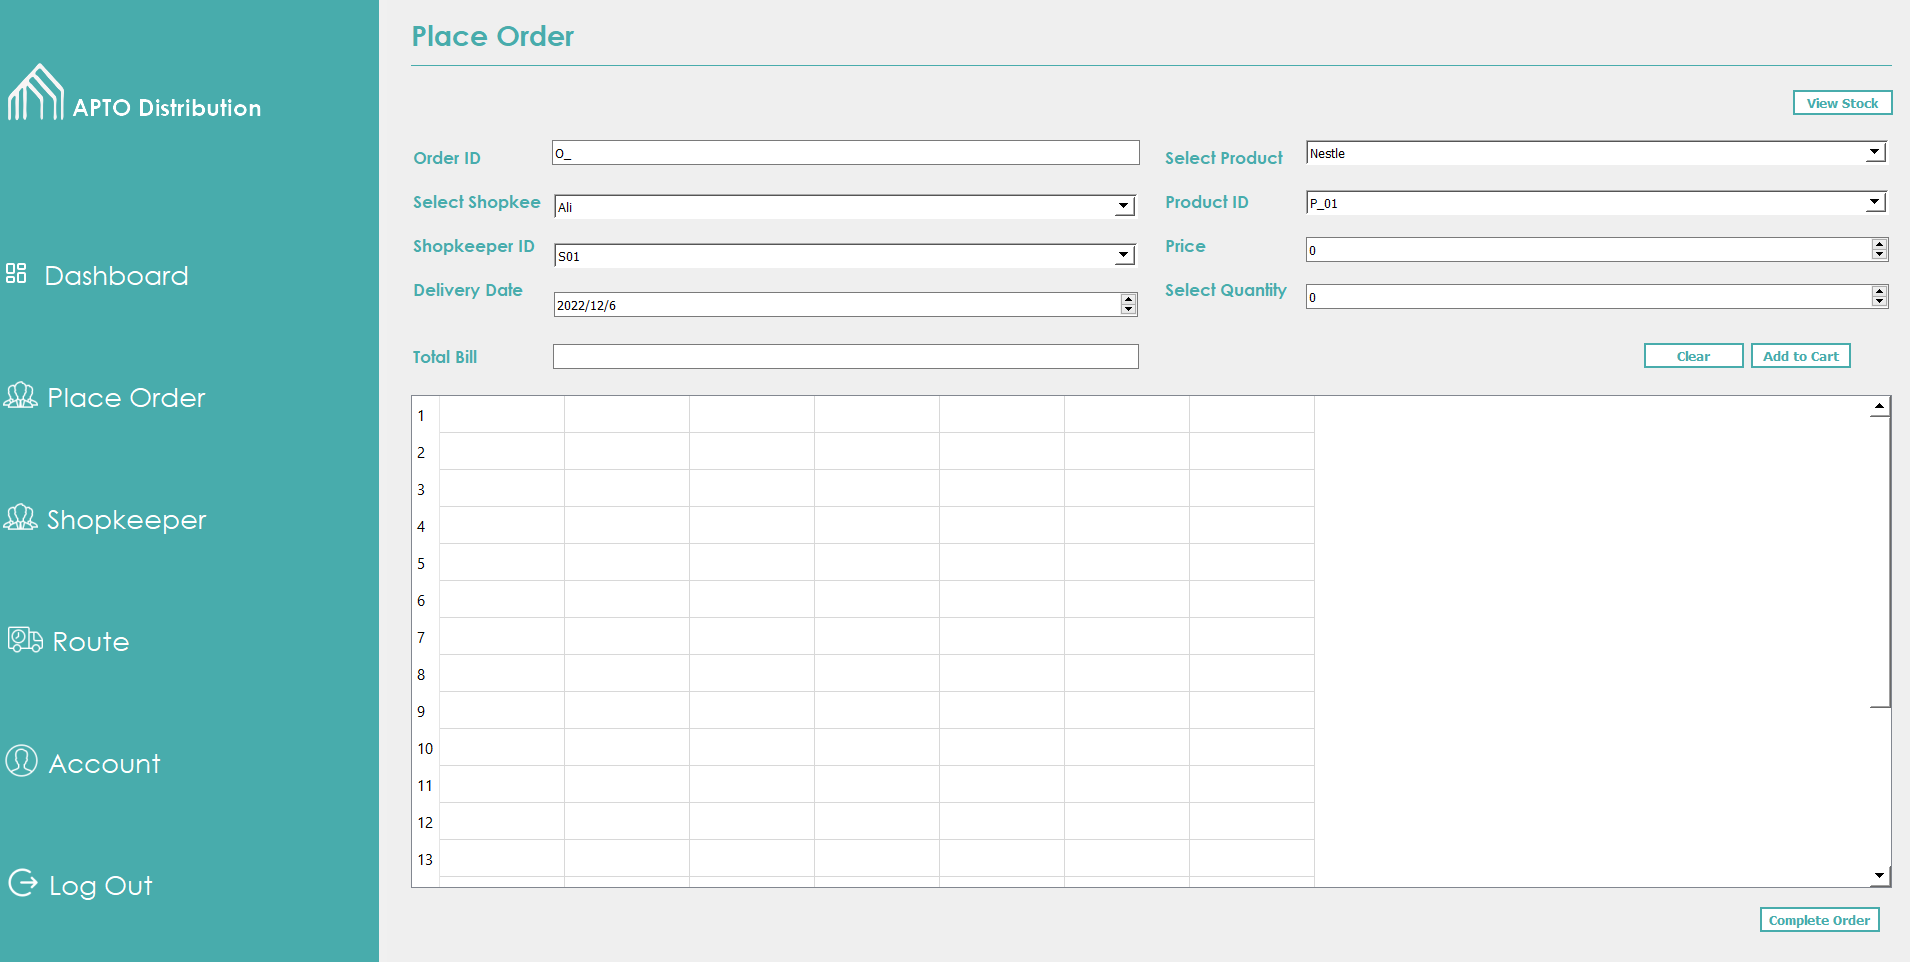 APTO Distribution
Dashboard
Place Order
Shopkeeper
Route
Account
Log Out
Place Order
View Stock
Order ID
O_
Select Product
Nestle
Select Shopkee
Ali
Product ID
P_01
Shopkeeper ID
S01
Price
0
Delivery Date
2022/12/6
Select Quantity
0
Total Bill
Clear
Add to Cart
1
2
3
4
5
6
7
8
9
10
11
12
13
Complete Order